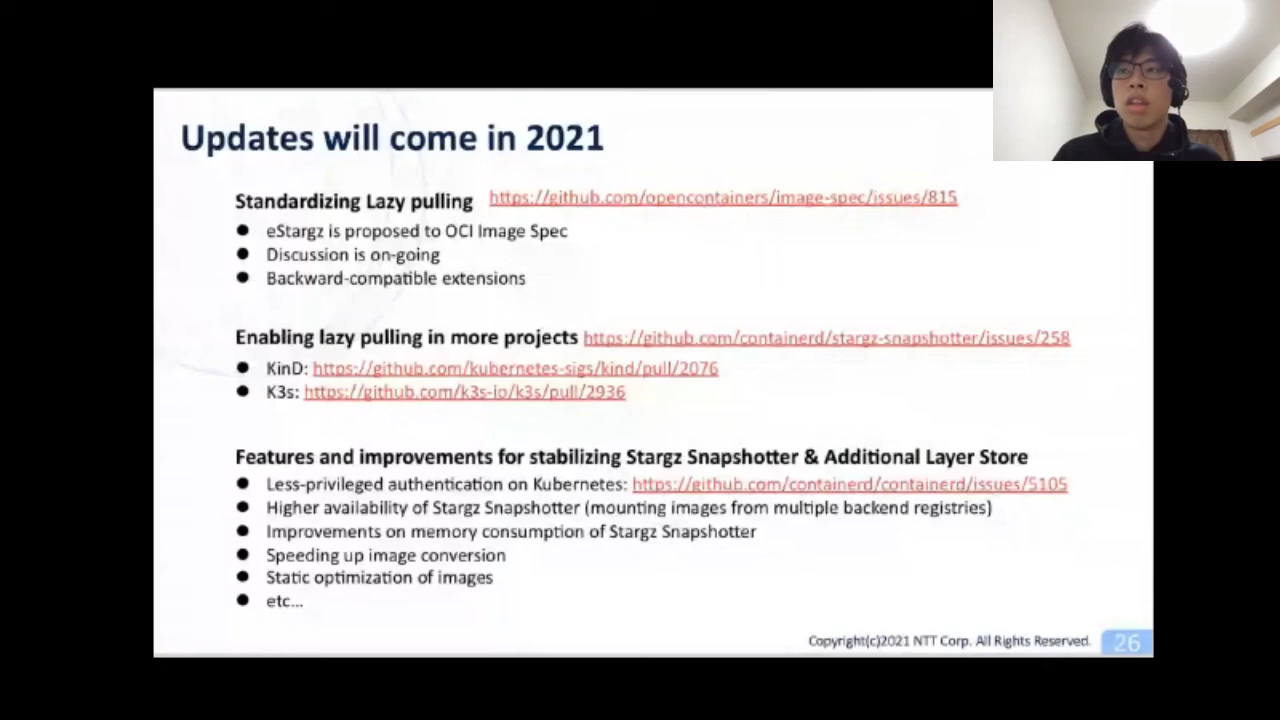 Updates will come in 2021
Standardizing Lazy pulling https://github.com/opencontainers/image-spec/issues/815
● eStargz is proposed to OCI Image Spec
● Discussion is on-going
● Backward-compatible extensions
Enabling lazy pulling in more projects https://github.com/containerd/stargz-snapshotter/issues/258
● KinD: https://github.com/kubernetes-sigs/kind/pull/2076
● K3s: https://github.com/k3s-io/k3s/pull/2936
Features and improvements for stabilizing Stargz Snapshotter & Additional Layer Store
● Less-privileged authentication on Kubernetes: https://github.com/containerd/containerd/issues/5105
● Higher availability of Stargz Snapshotter (mounting images from multiple backend registries)
● Improvements on memory consumption of Stargz Snapshotter
● Speeding up image conversion
● Static optimization of images
● etc...
Copyright(c)2021 NTT Corp. All Rights Reserved. 26